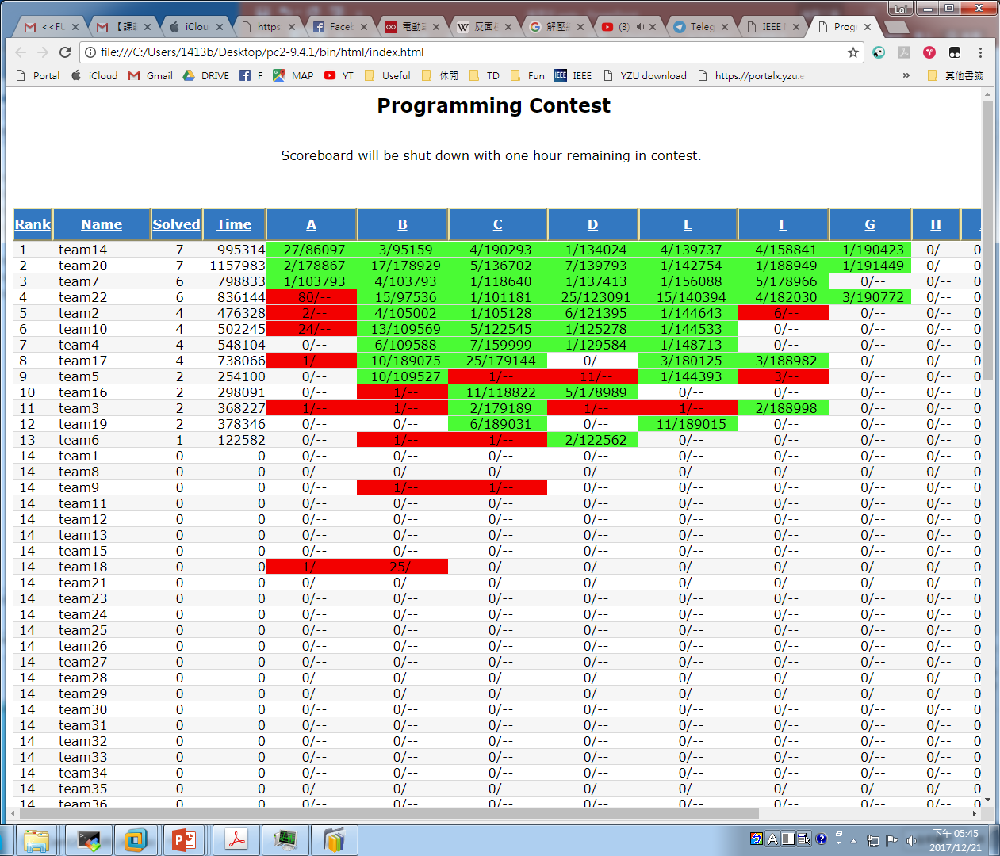 Lai
<<FU
【課
iClou
https
Faceb
電動
反面
解壓
(3)
Teleg
IEEE
Prog
file:///C:/Users/1413b/Desktop/pc2-9.4.1/bin/html/index.html
Portal iCloud Gmail DRIVE F MAP YT Useful 休閒 TD Fun IEEE YZU download https://portalx.yzu.e » 其他書籤
Programming Contest
Scoreboard will be shut down with one hour remaining in contest.
Rank Name Solved Time A B C D E F G H
1 team14 7 995314 27/86097 3/95159 4/190293 1/134024 4/139737 4/158841 1/190423 0/-- 0
2 team20 7 1157983 2/178867 17/178929 5/136702 7/139793 1/142754 1/188949 1/191449 0/-- 0
3 team7 6 798833 1/103793 4/103793 1/118640 1/137413 1/156088 5/178966 0/-- 0/-- 0
4 team22 6 836144 80/-- 15/97536 1/101181 25/123091 15/140394 4/182030 3/190772 0/-- 0
5 team2 4 476328 2/-- 4/105002 1/105128 6/121395 1/144643 6/-- 0/-- 0/-- 0
6 team10 4 502245 24/-- 13/109569 5/122545 1/125278 1/144533 0/-- 0/-- 0/-- 0
7 team4 4 548104 0/-- 6/109588 7/159999 1/129584 1/148713 0/-- 0/-- 0/-- 0
8 team17 4 738066 1/-- 10/189075 25/179144 0/-- 3/180125 3/188982 0/-- 0/-- 0
9 team5 2 254100 0/-- 10/109527 1/-- 11/-- 1/144393 3/-- 0/-- 0/-- 0
10 team16 2 298091 0/-- 1/-- 11/118822 5/178989 0/-- 0/-- 0/-- 0/-- 0
11 team3 2 368227 1/-- 1/-- 2/179189 1/-- 1/-- 2/188998 0/-- 0/-- 0
12 team19 2 378346 0/-- 0/-- 6/189031 0/-- 11/189015 0/-- 0/-- 0/-- 0
13 team6 1 122582 0/-- 1/-- 1/-- 2/122562 0/-- 0/-- 0/-- 0/-- 0
14 team1 0 0 0/-- 0/-- 0/-- 0/-- 0/-- 0/-- 0/-- 0/-- 0
14 team8 0 0 0/-- 0/-- 0/-- 0/-- 0/-- 0/-- 0/-- 0/-- 0
14 team9 0 0 0/-- 1/-- 1/-- 0/-- 0/-- 0/-- 0/-- 0/-- 0
14 team11 0 0 0/-- 0/-- 0/-- 0/-- 0/-- 0/-- 0/-- 0/-- 0
14 team12 0 0 0/-- 0/-- 0/-- 0/-- 0/-- 0/-- 0/-- 0/-- 0
14 team13 0 0 0/-- 0/-- 0/-- 0/-- 0/-- 0/-- 0/-- 0/-- 0
14 team15 0 0 0/-- 0/-- 0/-- 0/-- 0/-- 0/-- 0/-- 0/-- 0
14 team18 0 0 1/-- 25/-- 0/-- 0/-- 0/-- 0/-- 0/-- 0/-- 0
14 team21 0 0 0/-- 0/-- 0/-- 0/-- 0/-- 0/-- 0/-- 0/-- 0
14 team23 0 0 0/-- 0/-- 0/-- 0/-- 0/-- 0/-- 0/-- 0/-- 0
14 team24 0 0 0/-- 0/-- 0/-- 0/-- 0/-- 0/-- 0/-- 0/-- 0
14 team25 0 0 0/-- 0/-- 0/-- 0/-- 0/-- 0/-- 0/-- 0/-- 0
14 team26 0 0 0/-- 0/-- 0/-- 0/-- 0/-- 0/-- 0/-- 0/-- 0
14 team27 0 0 0/-- 0/-- 0/-- 0/-- 0/-- 0/-- 0/-- 0/-- 0
14 team28 0 0 0/-- 0/-- 0/-- 0/-- 0/-- 0/-- 0/-- 0/-- 0
14 team29 0 0 0/-- 0/-- 0/-- 0/-- 0/-- 0/-- 0/-- 0/-- 0
14 team30 0 0 0/-- 0/-- 0/-- 0/-- 0/-- 0/-- 0/-- 0/-- 0
14 team31 0 0 0/-- 0/-- 0/-- 0/-- 0/-- 0/-- 0/-- 0/-- 0
14 team32 0 0 0/-- 0/-- 0/-- 0/-- 0/-- 0/-- 0/-- 0/-- 0
14 team33 0 0 0/-- 0/-- 0/-- 0/-- 0/-- 0/-- 0/-- 0/-- 0
14 team34 0 0 0/-- 0/-- 0/-- 0/-- 0/-- 0/-- 0/-- 0/-- 0
14 team35 0 0 0/-- 0/-- 0/-- 0/-- 0/-- 0/-- 0/-- 0/-- 0
14 team36 0 0 0/-- 0/-- 0/-- 0/-- 0/-- 0/-- 0/-- 0/-- 0
下午 05:45
2017/12/21